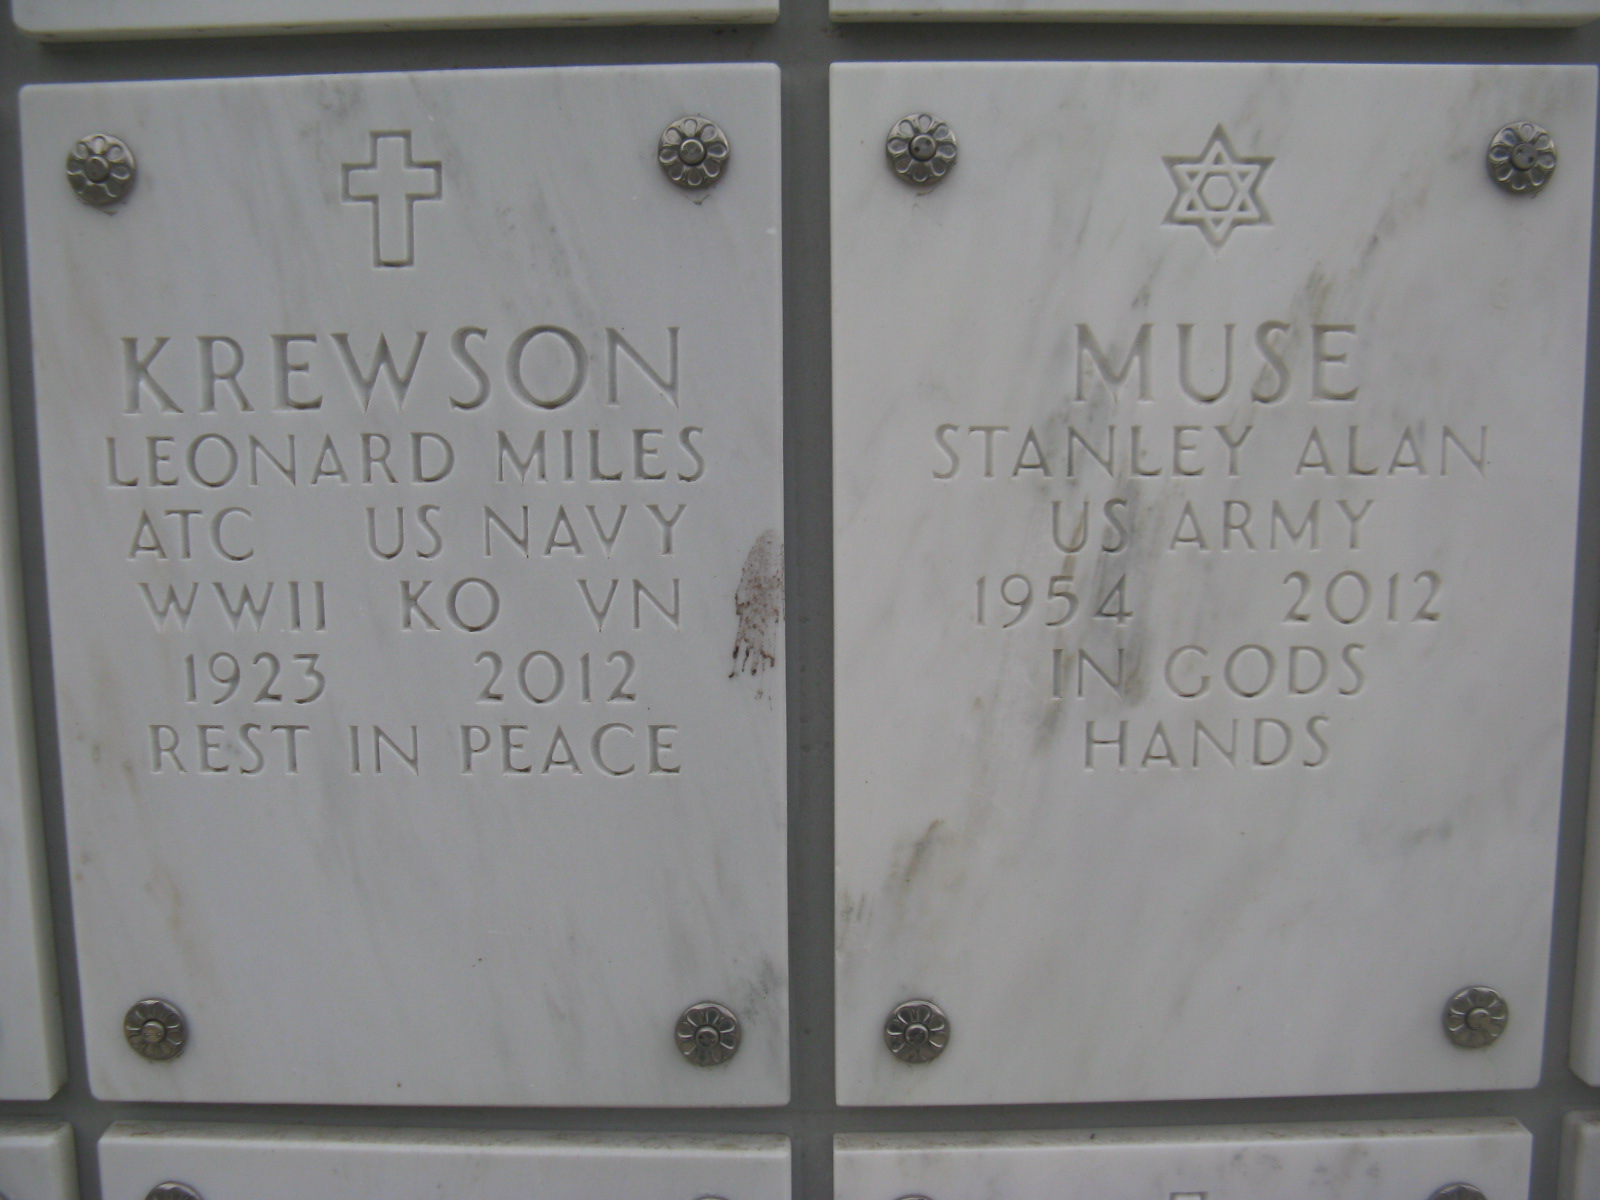 KREWSON
LEONARD MILES
ATC US NAVY
WWII KO VN
1923 2012
REST IN PEACE
MUSE
STANLEY ALAN
US ARMY
1954 2012
IN GODS
HANDS